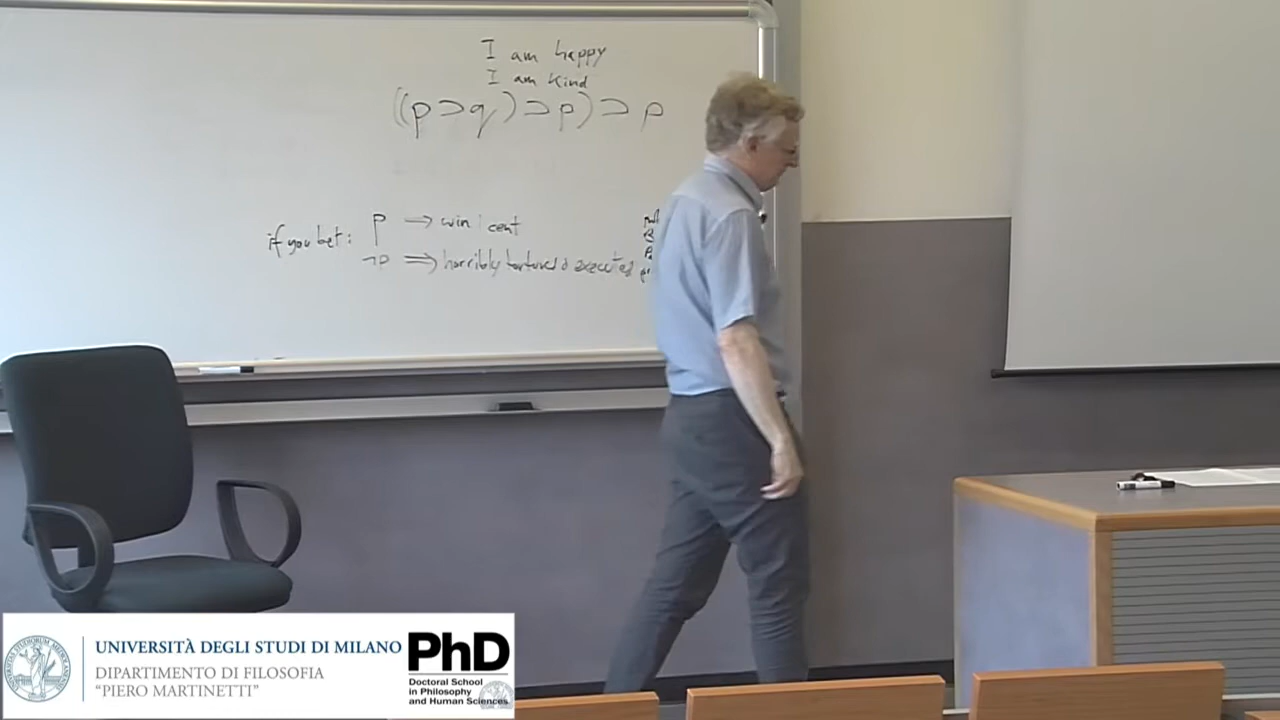 I am happy
I am kind
((p⊃q)⊃p)⊃p
if you bet: p → win 1 cent
¬p ⇒ horribly tortured & executed
UNIVERSITÀ DEGLI STUDI DI MILANO
DIPARTIMENTO DI FILOSOFIA
"PIERO MARTINETTI"
PhD
Doctoral School
in Philosophy
and Human Sciences